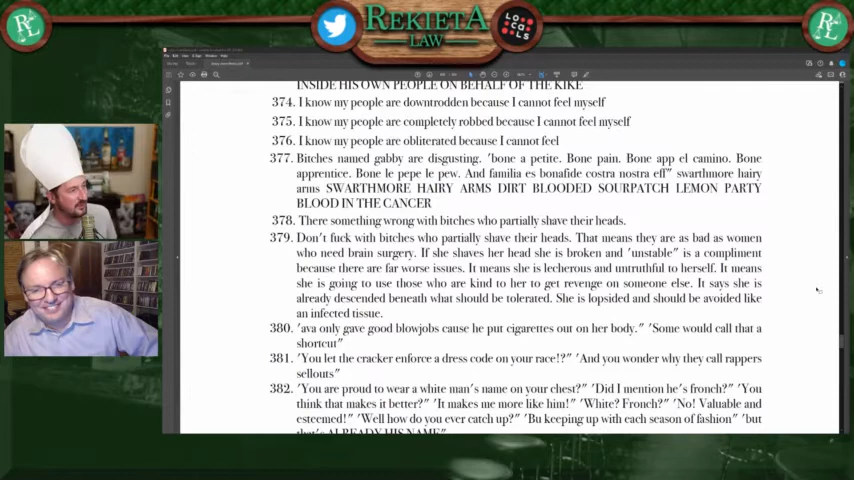 REKIETA
LAW
LOCALS
INSIDE HIS OWN PEOPLE ON BEHALF OF THE KIKE
374. I know my people are downtrodden because I cannot feel myself
375. I know my people are completely robbed because I cannot feel myself
376. I know my people are obliterated because I cannot feel
377. Bitches named gabby are disgusting. 'bone a petite. Bone pain. Bone app el camino. Bone
apprentice. Bone le pepe le pew. And familia es bonafide costra nostra eff" swarthmore hairy
arms SWARTHMORE HAIRY ARMS DIRT BLOODED SOURPATCH LEMON PARTY
BLOOD IN THE CANCER
378. There something wrong with bitches who partially shave their heads.
379. Don't fuck with bitches who partially shave their heads. That means they are as bad as women
who need brain surgery. If she shaves her head she is broken and 'unstable" is a compliment
because there are far worse issues. It means she is lecherous and untruthful to herself. It means
she is going to use those who are kind to her to get revenge on someone else. It says she is
already descended beneath what should be tolerated. She is lopsided and should be avoided like
an infected tissue.
380. 'ava only gave good blowjobs cause he put cigarettes out on her body." 'Some would call that a
shortcut"
381. 'You let the cracker enforce a dress code on your race!?" 'And you wonder why they call rappers
sellouts"
382. 'You are proud to wear a white man's name on your chest?" 'Did I mention he's fronch?" 'You
think that makes it better?" 'It makes me more like him!" 'White? Fronch?" 'No! Valuable and
esteemed!" 'Well how do you ever catch up?" 'Bu keeping up with each season of fashion" 'but
that's ALREADY HIS NAME"